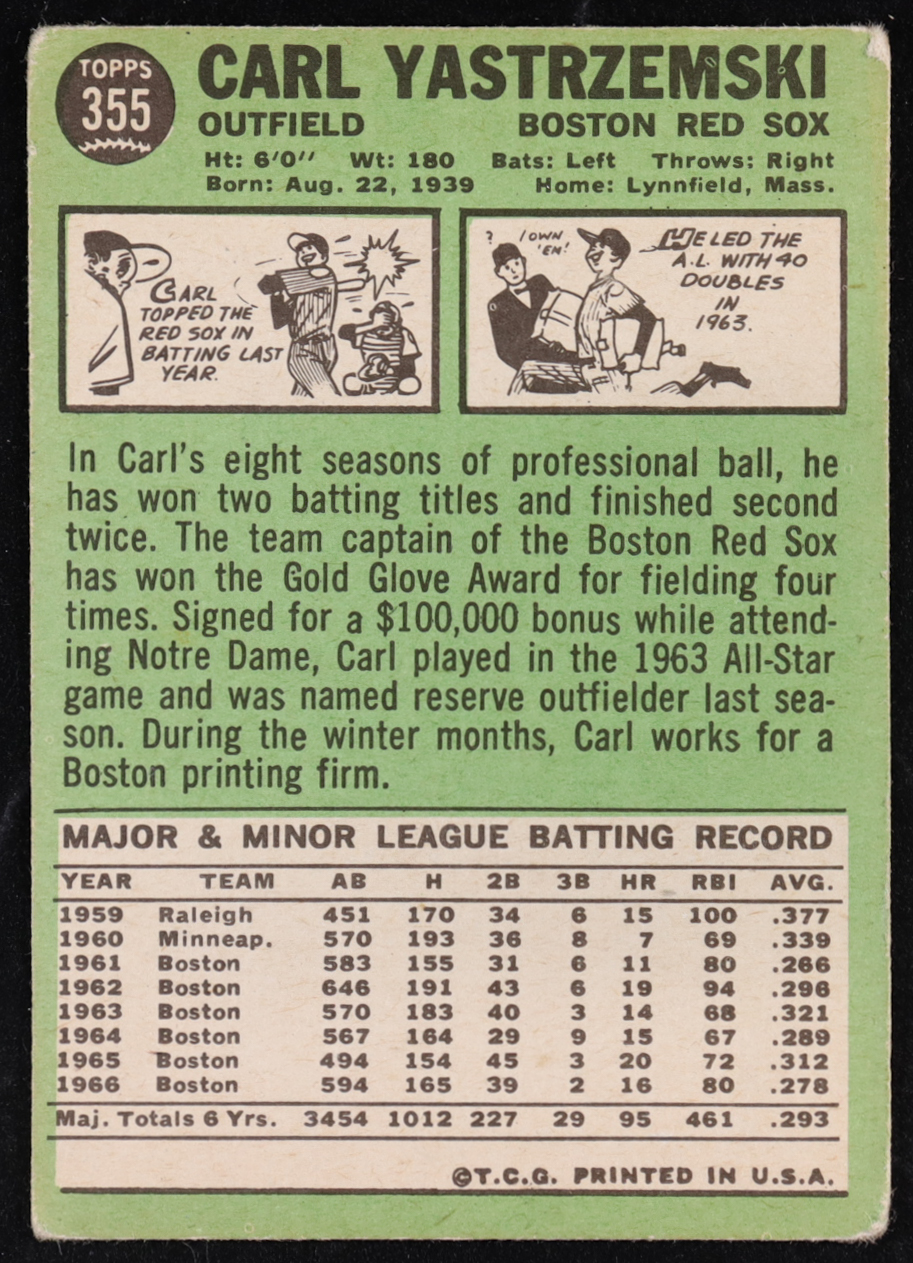 TOPPS
355
CARL YASTRZEMSKI
OUTFIELD BOSTON RED SOX
Ht: 6'0" Wt: 180 Bats: Left Throws: Right
Born: Aug. 22, 1939 Home: Lynnfield, Mass.
CARL
TOPPED THE
RED SOX IN
BATTING LAST
YEAR.
?
I OWN
'EM!
HE LED THE
A.L. WITH 40
DOUBLES
IN
1963.
In Carl's eight seasons of professional ball, he
has won two batting titles and finished second
twice. The team captain of the Boston Red Sox
has won the Gold Glove Award for fielding four
times. Signed for a $100,000 bonus while attend-
ing Notre Dame, Carl played in the 1963 All-Star
game and was named reserve outfielder last sea-
son. During the winter months, Carl works for a
Boston printing firm.
MAJOR & MINOR LEAGUE BATTING RECORD
YEAR TEAM AB H 2B 3B HR RBI AVG.
1959 Raleigh 451 170 34 6 15 100 .377
1960 Minneap. 570 193 36 8 7 69 .339
1961 Boston 583 155 31 6 11 80 .266
1962 Boston 646 191 43 6 19 94 .296
1963 Boston 570 183 40 3 14 68 .321
1964 Boston 567 164 29 9 15 67 .289
1965 Boston 494 154 45 3 20 72 .312
1966 Boston 594 165 39 2 16 80 .278
Maj. Totals 6 Yrs. 3454 1012 227 29 95 461 .293
©T.C.G. PRINTED IN U.S.A.